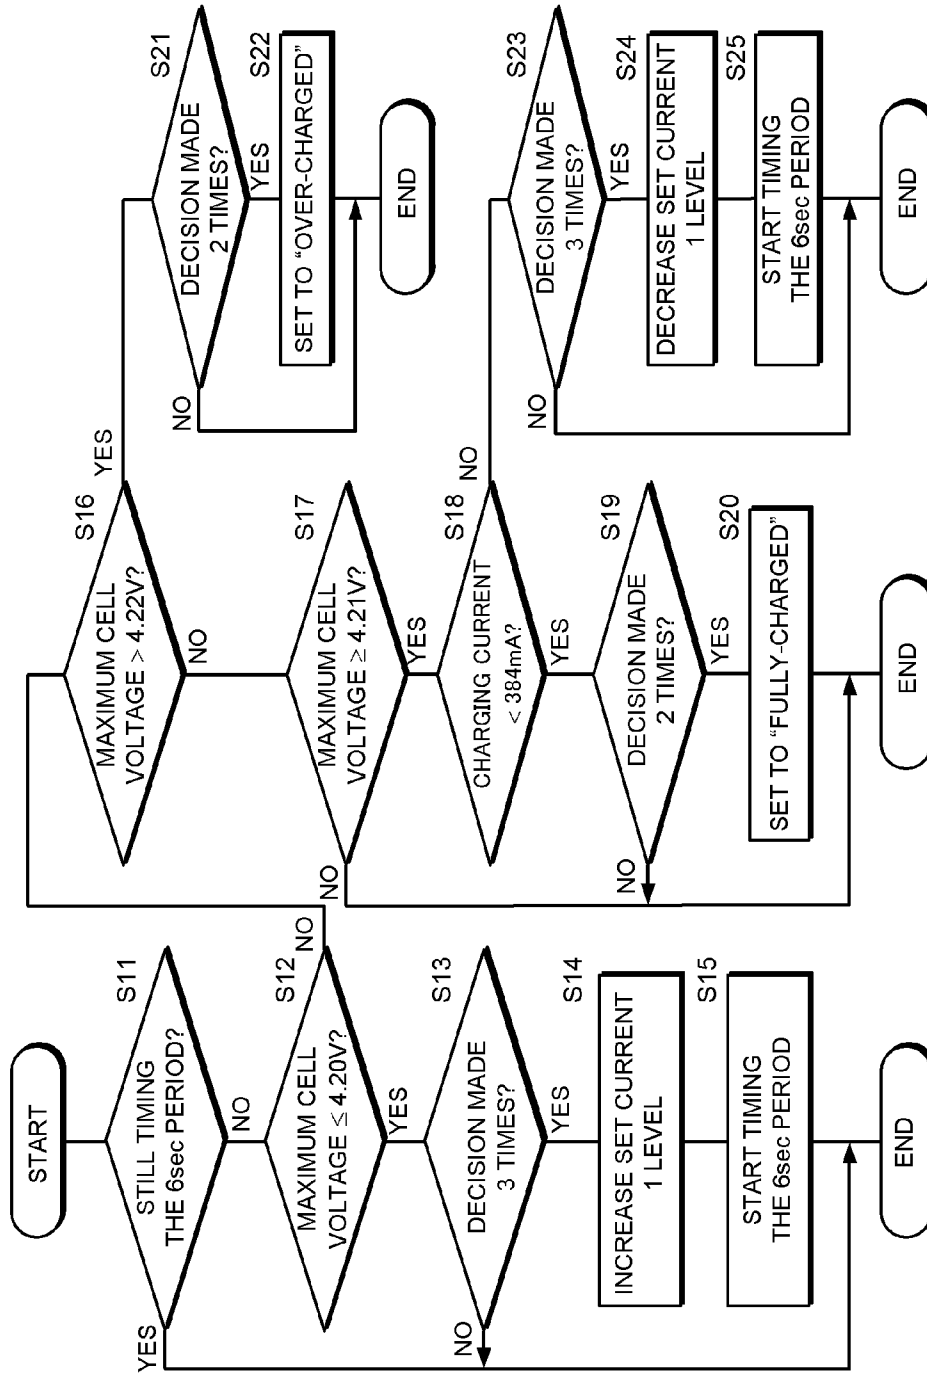 START
S11
STILL TIMING
THE 6sec PERIOD?
YES
NO
S12
MAXIMUM CELL
VOLTAGE ≤ 4.20V?
NO
YES
S13
DECISION MADE
3 TIMES?
NO
YES
S14
INCREASE SET CURRENT
1 LEVEL
S15
START TIMING
THE 6sec PERIOD
END
S16
MAXIMUM CELL
VOLTAGE > 4.22V?
YES
NO
S17
MAXIMUM CELL
VOLTAGE ≥ 4.21V?
NO
YES
S18
CHARGING CURRENT
< 384mA?
NO
YES
S19
DECISION MADE
2 TIMES?
NO
YES
S20
SET TO “FULLY-CHARGED”
END
S21
DECISION MADE
2 TIMES?
NO
YES
S22
SET TO “OVER-CHARGED”
END
S23
DECISION MADE
3 TIMES?
NO
YES
S24
DECREASE SET CURRENT
1 LEVEL
S25
START TIMING
THE 6sec PERIOD
END